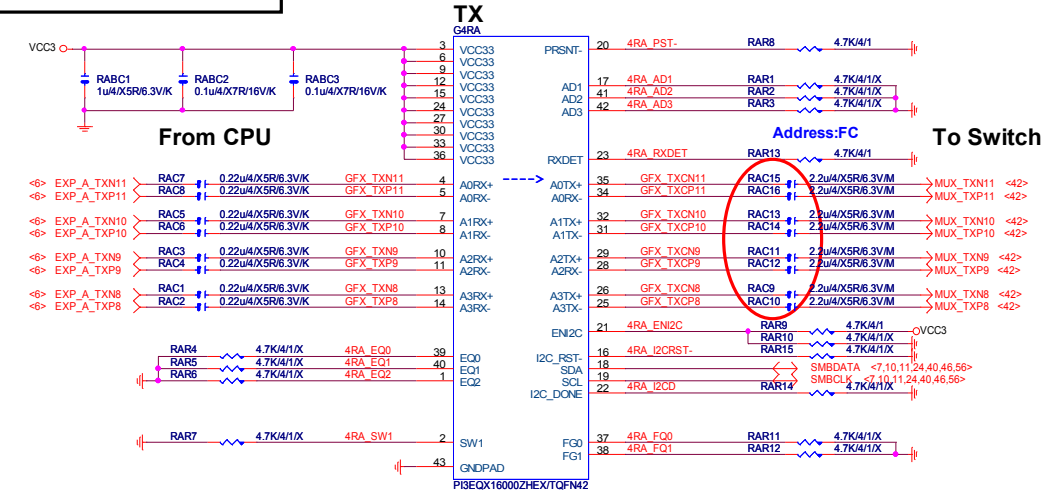 TX
G4RA
VCC3
RABC1
1u/4/X5R/6.3V/K
RABC2
0.1u/4/X7R/16V/K
RABC3
0.1u/4/X7R/16V/K
3 VCC33
6 VCC33
9 VCC33
12 VCC33
15 VCC33
24 VCC33
27 VCC33
30 VCC33
33 VCC33
36 VCC33
PRSNT- 20 4RA_PST- RAR8 4.7K/4/1
AD1 17 4RA_AD1 RAR1 4.7K/4/1/X
AD2 41 4RA_AD2 RAR2 4.7K/4/1/X
AD3 42 4RA_AD3 RAR3 4.7K/4/1/X
From CPU
Address:FC
To Switch
RXDET 23 4RA_RXDET RAR13 4.7K/4/1
<6> EXP_A_TXN11 RAC7 0.22u/4/X5R/6.3V/K GFX_TXN11 4 A0RX+ A0TX+ 35 GFX_TXCN11 RAC15 2.2u/4/X5R/6.3V/M MUX_TXN11 <42>
<6> EXP_A_TXP11 RAC8 0.22u/4/X5R/6.3V/K GFX_TXP11 5 A0RX- A0RX- 34 GFX_TXCP11 RAC16 2.2u/4/X5R/6.3V/M MUX_TXP11 <42>
<6> EXP_A_TXN10 RAC5 0.22u/4/X5R/6.3V/K GFX_TXN10 7 A1RX+ A1TX+ 32 GFX_TXCN10 RAC13 2.2u/4/X5R/6.3V/M MUX_TXN10 <42>
<6> EXP_A_TXP10 RAC6 0.22u/4/X5R/6.3V/K GFX_TXP10 8 A1RX- A1TX- 31 GFX_TXCP10 RAC14 2.2u/4/X5R/6.3V/M MUX_TXP10 <42>
<6> EXP_A_TXN9 RAC3 0.22u/4/X5R/6.3V/K GFX_TXN9 10 A2RX+ A2TX+ 29 GFX_TXCN9 RAC11 2.2u/4/X5R/6.3V/M MUX_TXN9 <42>
<6> EXP_A_TXP9 RAC4 0.22u/4/X5R/6.3V/K GFX_TXP9 11 A2RX- A2RX- 28 GFX_TXCP9 RAC12 2.2u/4/X5R/6.3V/M MUX_TXP9 <42>
<6> EXP_A_TXN8 RAC1 0.22u/4/X5R/6.3V/K GFX_TXN8 13 A3RX+ A3TX+ 26 GFX_TXCN8 RAC9 2.2u/4/X5R/6.3V/M MUX_TXN8 <42>
<6> EXP_A_TXP8 RAC2 0.22u/4/X5R/6.3V/K GFX_TXP8 14 A3RX- A3TX- 25 GFX_TXCP8 RAC10 2.2u/4/X5R/6.3V/M MUX_TXP8 <42>
ENI2C 21 4RA_ENI2C RAR9 4.7K/4/1 VCC3
RAR10 4.7K/4/1/X
I2C_RST- 16 4RA_I2CRST- RAR15 4.7K/4/1/X
SDA 18 SMBDATA <7,10,11,24,40,46,56>
SCL 19 SMBCLK <7,10,11,24,40,46,56>
I2C_DONE 22 4RA_I2CD RAR14 4.7K/4/1/X
RAR4 4.7K/4/1/X 4RA_EQ0 39 EQ0
RAR5 4.7K/4/1/X 4RA_EQ1 40 EQ1
RAR6 4.7K/4/1/X 4RA_EQ2 1 EQ2
RAR7 4.7K/4/1/X 4RA_SW1 2 SW1
FG0 37 4RA_FQ0 RAR11 4.7K/4/1/X
FG1 38 4RA_FQ1 RAR12 4.7K/4/1/X
43 GNDPAD
PI3EQX16000ZHEX/TQFN42